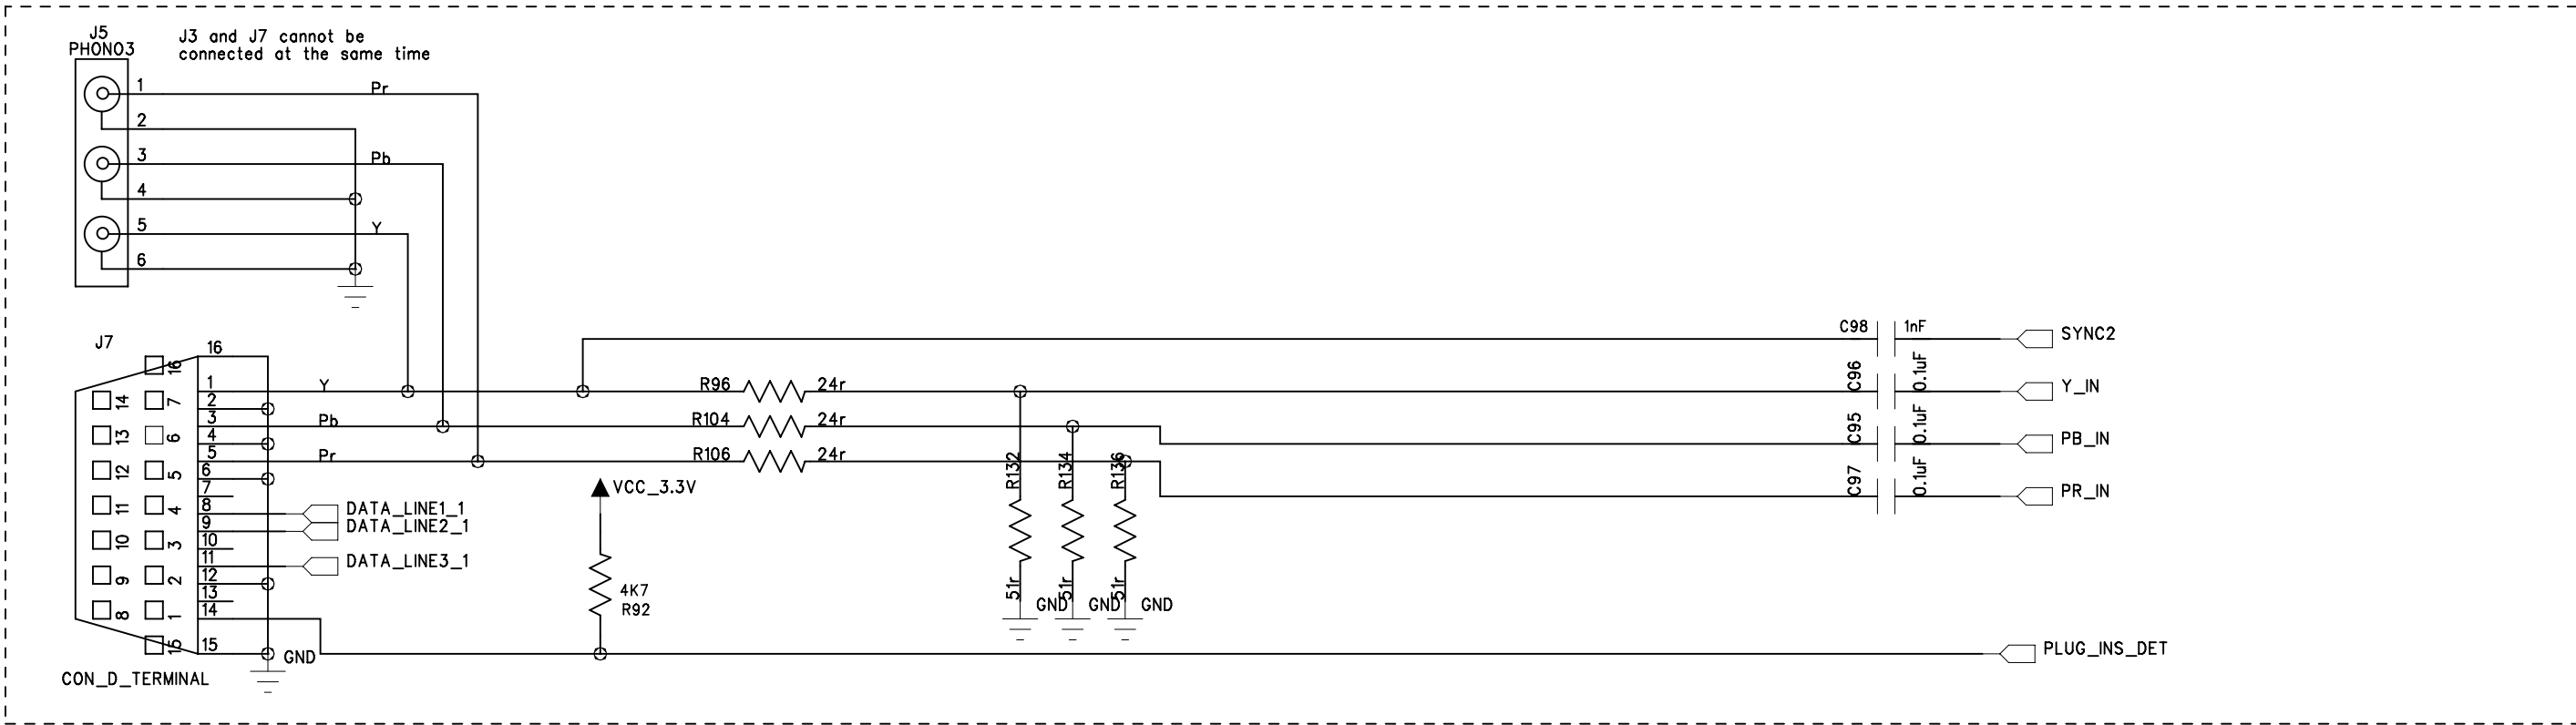 J5
PHONO3
J3 and J7 cannot be
connected at the same time
1
Pr
2
3
Pb
4
5
Y
6
J7
16
16
1
Y
2
3
Pb
4
5
Pr
6
7
8
DATA_LINE1_1
9
DATA_LINE2_1
10
11
DATA_LINE3_1
12
13
14
15
GND
14
7
13
6
12
5
11
4
10
3
9
2
8
1
15
CON_D_TERMINAL
R96
24r
R104
24r
R106
24r
VCC_3.3V
4K7
R92
R132
R134
R136
51r
51r
51r
GND
GND
GND
C98
1nF
SYNC2
C96
0.1uF
Y_IN
C95
0.1uF
PB_IN
C97
0.1uF
PR_IN
PLUG_INS_DET